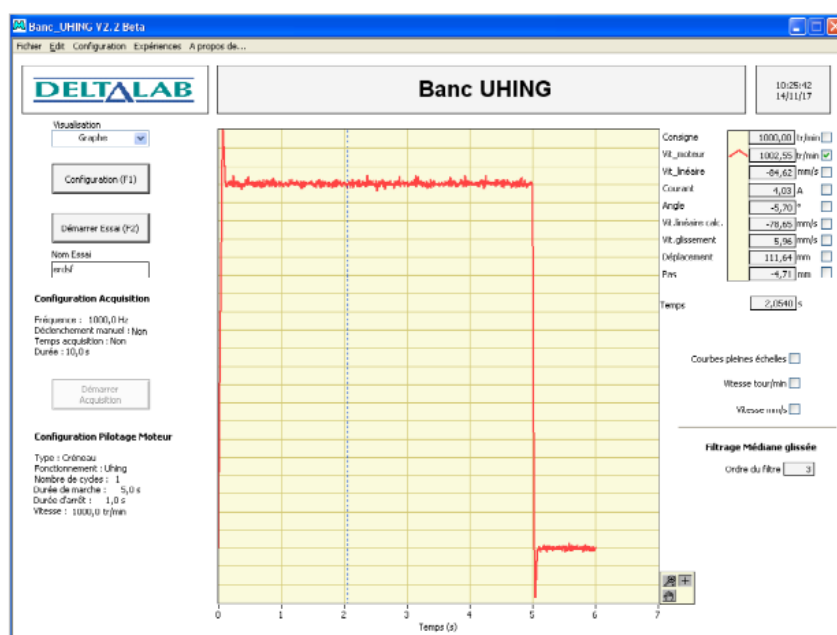 Banc_UHING V2.2 Beta
Fichier Edit Configuration Expériences A propos de...
DELTALAB
Banc UHING
10:25:42
14/11/17
Visualisation
Graphe
Configuration (F1)
Démarrer Essai (F2)
Nom Essai
Configuration Acquisition
Fréquence : 1000,0 Hz
Déclenchement manuel : Non
Temps acquisition : Non
Durée : 10,0 s
Démarrer
Acquisition
Configuration Pilotage Moteur
Type : Créneau
Fonctionnement : Uhing
Nombre de cycles : 1
Durée de marche : 5,0 s
Durée d'arrêt : 1,0 s
Vitesse : 1000,0 tr/min
0 1 2 3 4 5 6 7
Temps (s)
Consigne 1000,00 tr/min
Vit_moteur 1002,55 tr/min
Vit_linéaire -84,62 mm/s
Courant 4,03 A
Angle -5,70 °
Vit.linéaire calc. -78,65 mm/s
Vit.glissement 5,96 mm/s
Déplacement 111,64 mm
Pas -4,71 mm
Temps 2,0540 s
Courbes pleines échelles
Vitesse tour/min
Vitesse mm/s
Filtrage Médiane glissée
Ordre du filtre 3